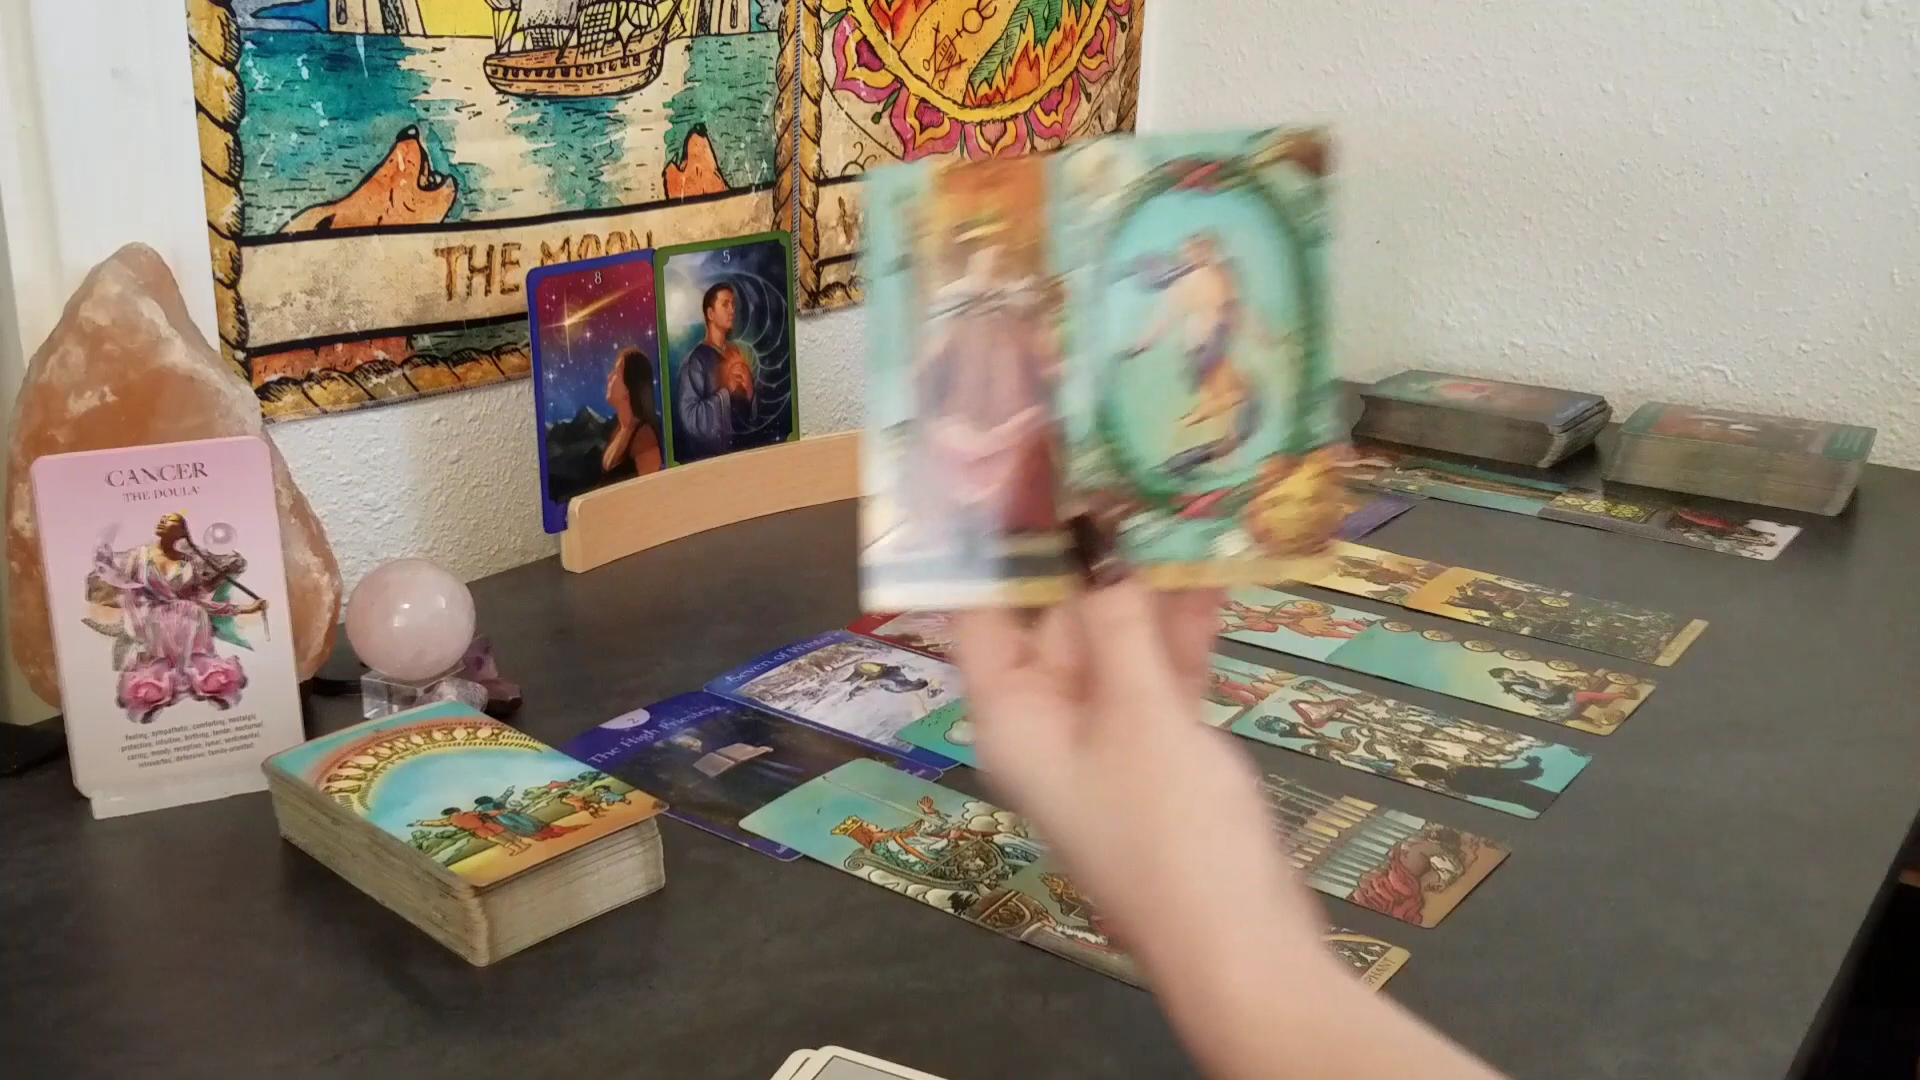 THE MOON
8
5
CANCER
THE DOULA
feeling, sympathetic, comforting, nostalgic,
protective, intuitive, birthing, tender, nocturnal,
caring, moody, receptive, lunar, sentimental,
introverted, defensive, family-oriented
Seven of
2
The High Priestess